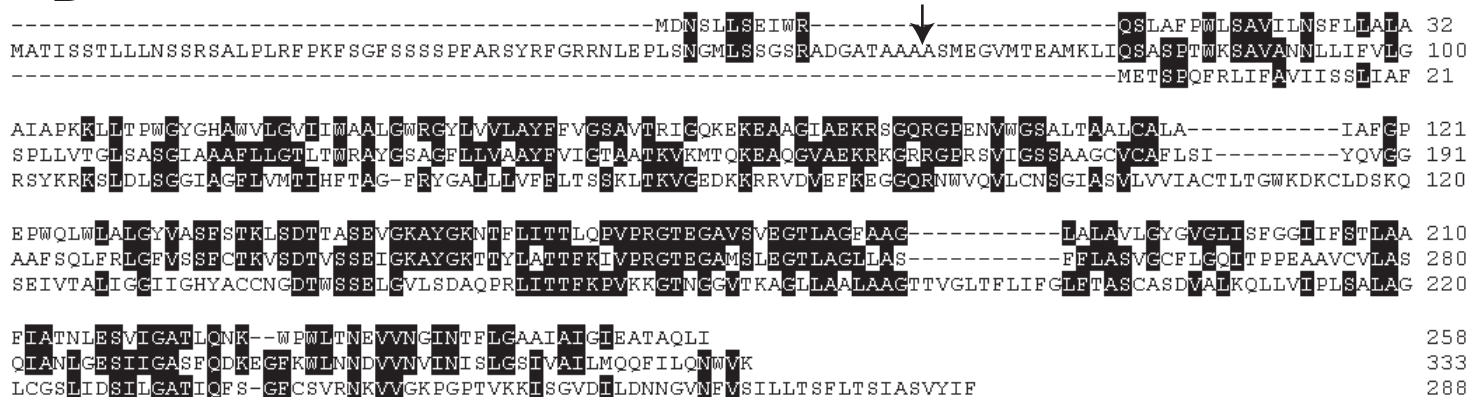 ----------------------------------------------------------MDNSLLSEIWR----------------------------QSLAFPWLSAVILNSFLLALA 32
MATISSTLLLNSSRSALPLRFPKFSGFSSSSPFARSYRFGRRNLEPLSNGMLSSGSRADGATAAAASMEGVMTEAMKLIQSASPTWKSAVANNLLIFVLG 100
-------------------------------------------------------------------------------METSPQFRLIFAVIISSLIAF 21
AIAPKKLLTPWGYGHAWVLGVIIWAALGWRGYLVVLAYFFVGSAVTRIGQKEKEAAGIAEKRSGQRGPENVWGSALTAALCALA-----------IAFGP 121
SPLLVTGLSASGIAAAFLLGTLTWRAYGSAGFLLVAAYFVIGTAATKVKMTQKEAQGVAEKRKGRRGPRSVIGSSAAGCVCAFLSI---------YQVGG 191
RSYKRKSLDLSGGIAGFLVMTIHFTAG-FRYGALLLVFFLTSSKLTKVGEDKKRRVDVEFKEGGQRNWVQVLCNSGIASVLVVIACTLTGWKDKCLDSKQ 120
EPWQLWLALGYVASFSTKLSDTTASEVGKAYGKNTFLITTLQPVPRGTEGAVSVEGTLAGFAAG-----------LALAVLGYGVGLISFGGIIFSTLAA 210
AAFSQLFRLGFVSSFCTKVSDTVSSEIGKAYGKTTYLATTFKIVPRGTEGAMSLEGTLAGLLAS-----------FFLASVGCFLGQITPPEAAVCVLAS 280
SEIVTALIGGIIGHYACCNGDTWSSELGVLSDAQPRLITTFKPVKKGTNGGVTKAGLLAALAAGTTVGLTFLIFGLFTASCASDVALKQLLVIPLSALAG 220
FIATNLESVIGATLQNK--WPWLTNEVVNGINTFLGAAIAIGIEATAQLI 258
QIANLGESIIGASFQDKEGFKWLNNDVVNVINISLGSIVAILMQQFILQNWVK 333
LCGSLIDSILGATIQFS-GFCSVRNKVVGKPGPTVKKISGVDILDNNGVNFVSILLTSFLTSIASVYIF 288